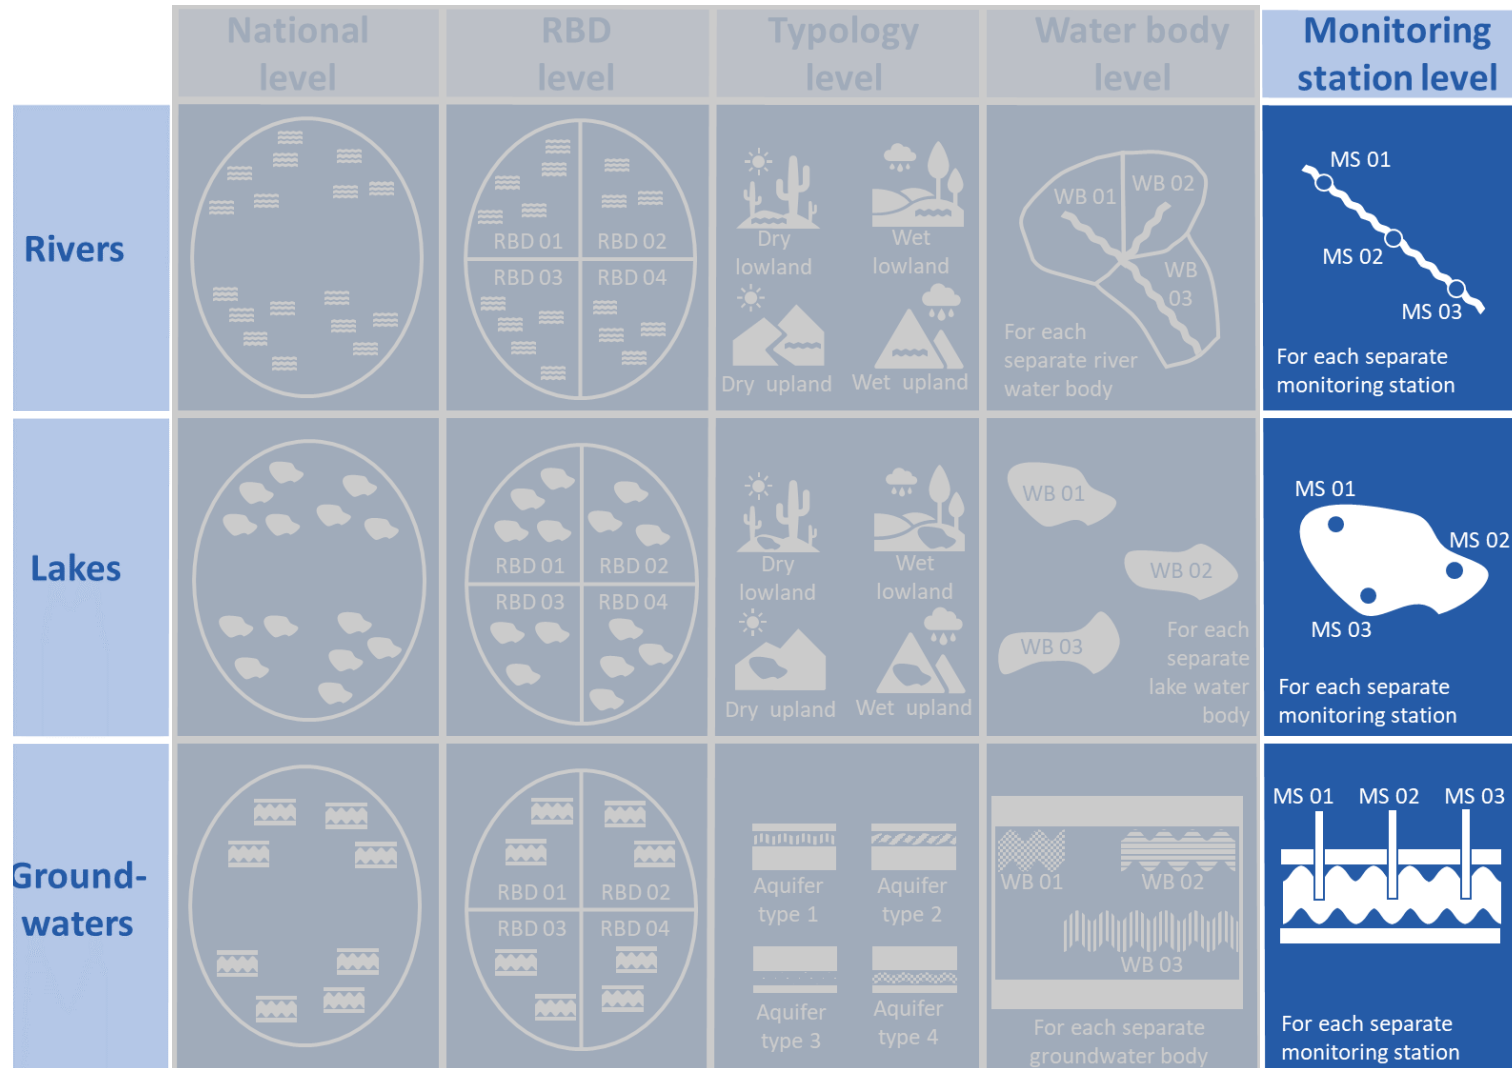 National
level
RBD
level
Typology
level
Water body
level
Monitoring
station level
Rivers
RBD 01
RBD 02
RBD 03
RBD 04
Dry
lowland
Wet
lowland
Dry upland
Wet upland
WB 01
WB 02
WB
03
For each
separate river
water body
MS 01
MS 02
MS 03
For each separate
monitoring station
Lakes
RBD 01
RBD 02
RBD 03
RBD 04
Dry
lowland
Wet
lowland
Dry upland
Wet upland
WB 01
WB 02
WB 03
For each
separate
lake water
body
MS 01
MS 02
MS 03
For each separate
monitoring station
Ground-
waters
RBD 01
RBD 02
RBD 03
RBD 04
Aquifer
type 1
Aquifer
type 2
Aquifer
type 3
Aquifer
type 4
WB 01
WB 02
WB 03
For each separate
groundwater body
MS 01
MS 02
MS 03
For each separate
monitoring station